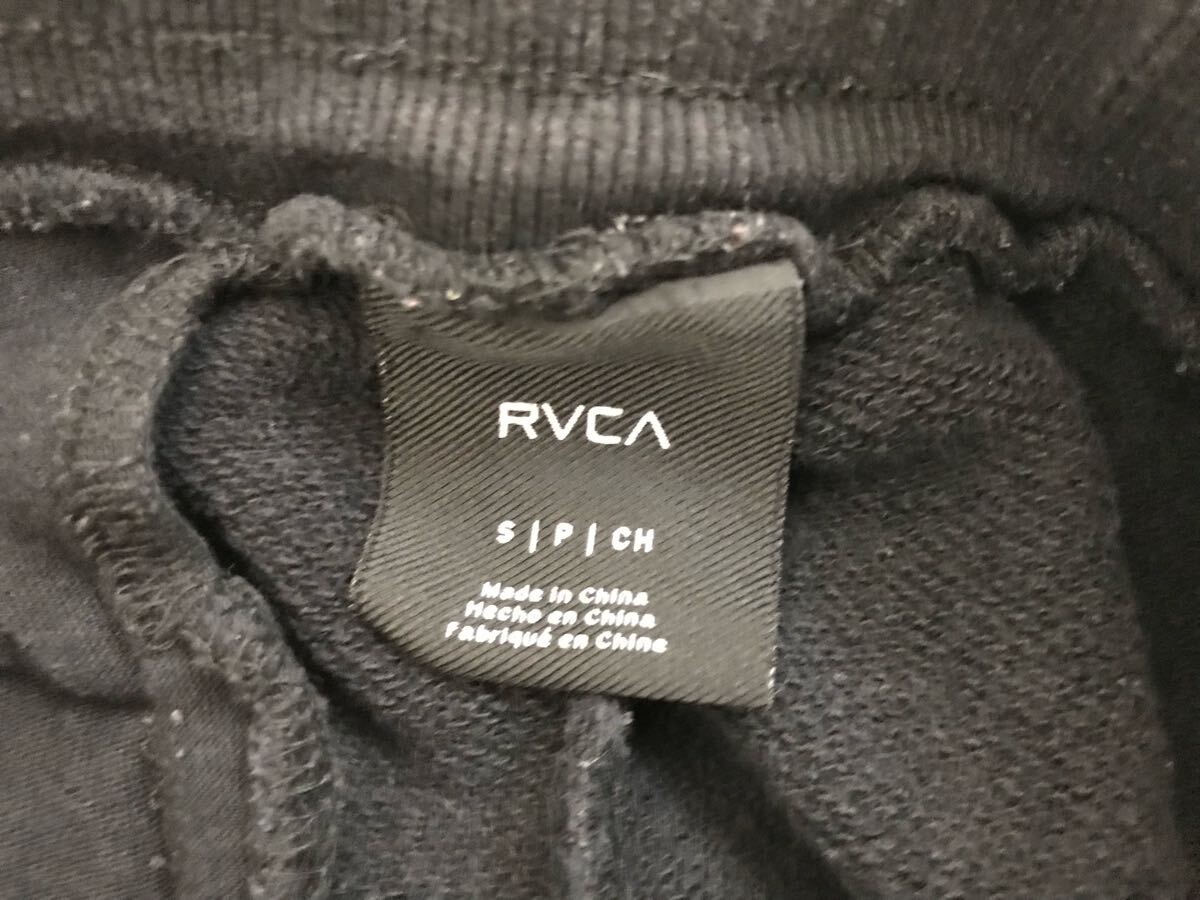 RVCA
S | P | CH
Made in China
Hecho en China
Fabriqué en Chine